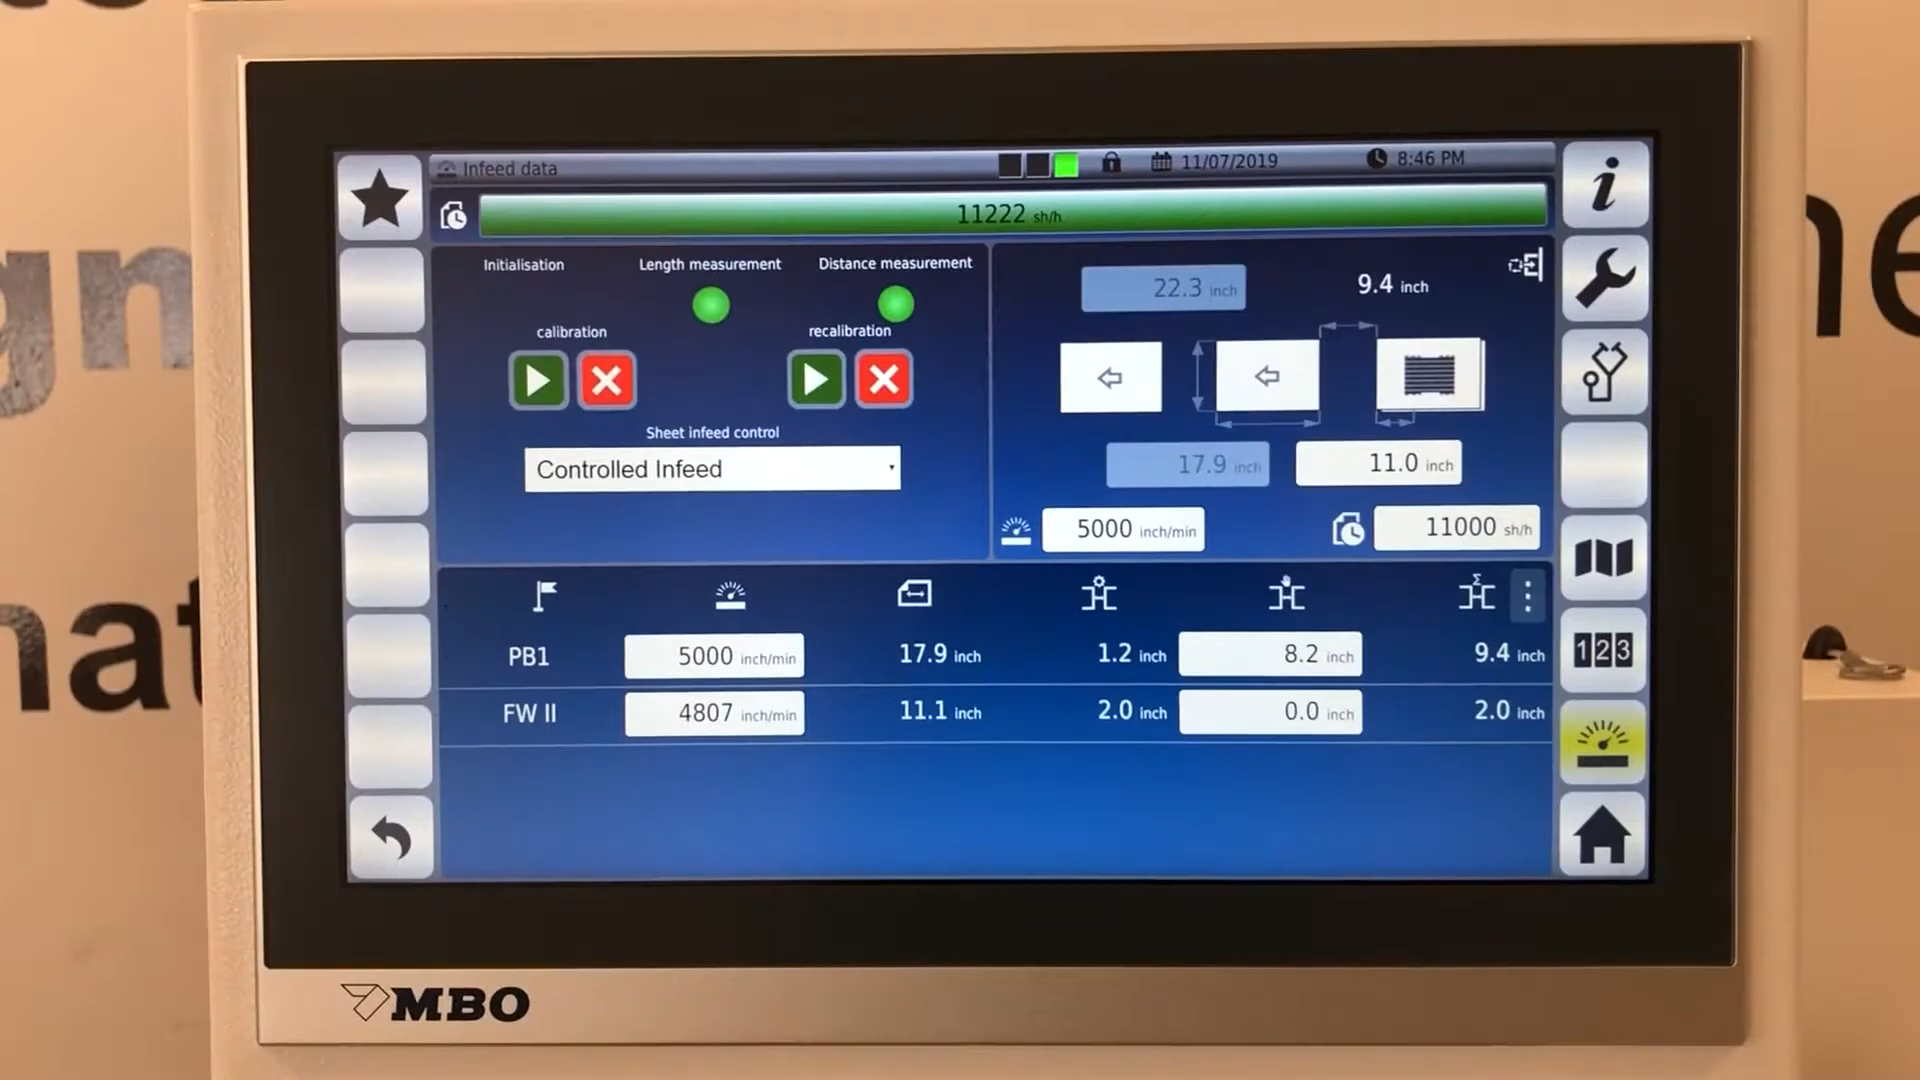 Infeed data 11/07/2019 8:46 PM
11222 sh/h
Initialisation Length measurement Distance measurement
calibration recalibration
Sheet infeed control
Controlled Infeed
22.3 inch 9.4 inch
17.9 inch 11.0 inch
5000 inch/min 11000 sh/h
PB1 5000 inch/min 17.9 inch 1.2 inch 8.2 inch 9.4 inch
FW II 4807 inch/min 11.1 inch 2.0 inch 0.0 inch 2.0 inch
i
123
MBO
gn
nat
ne